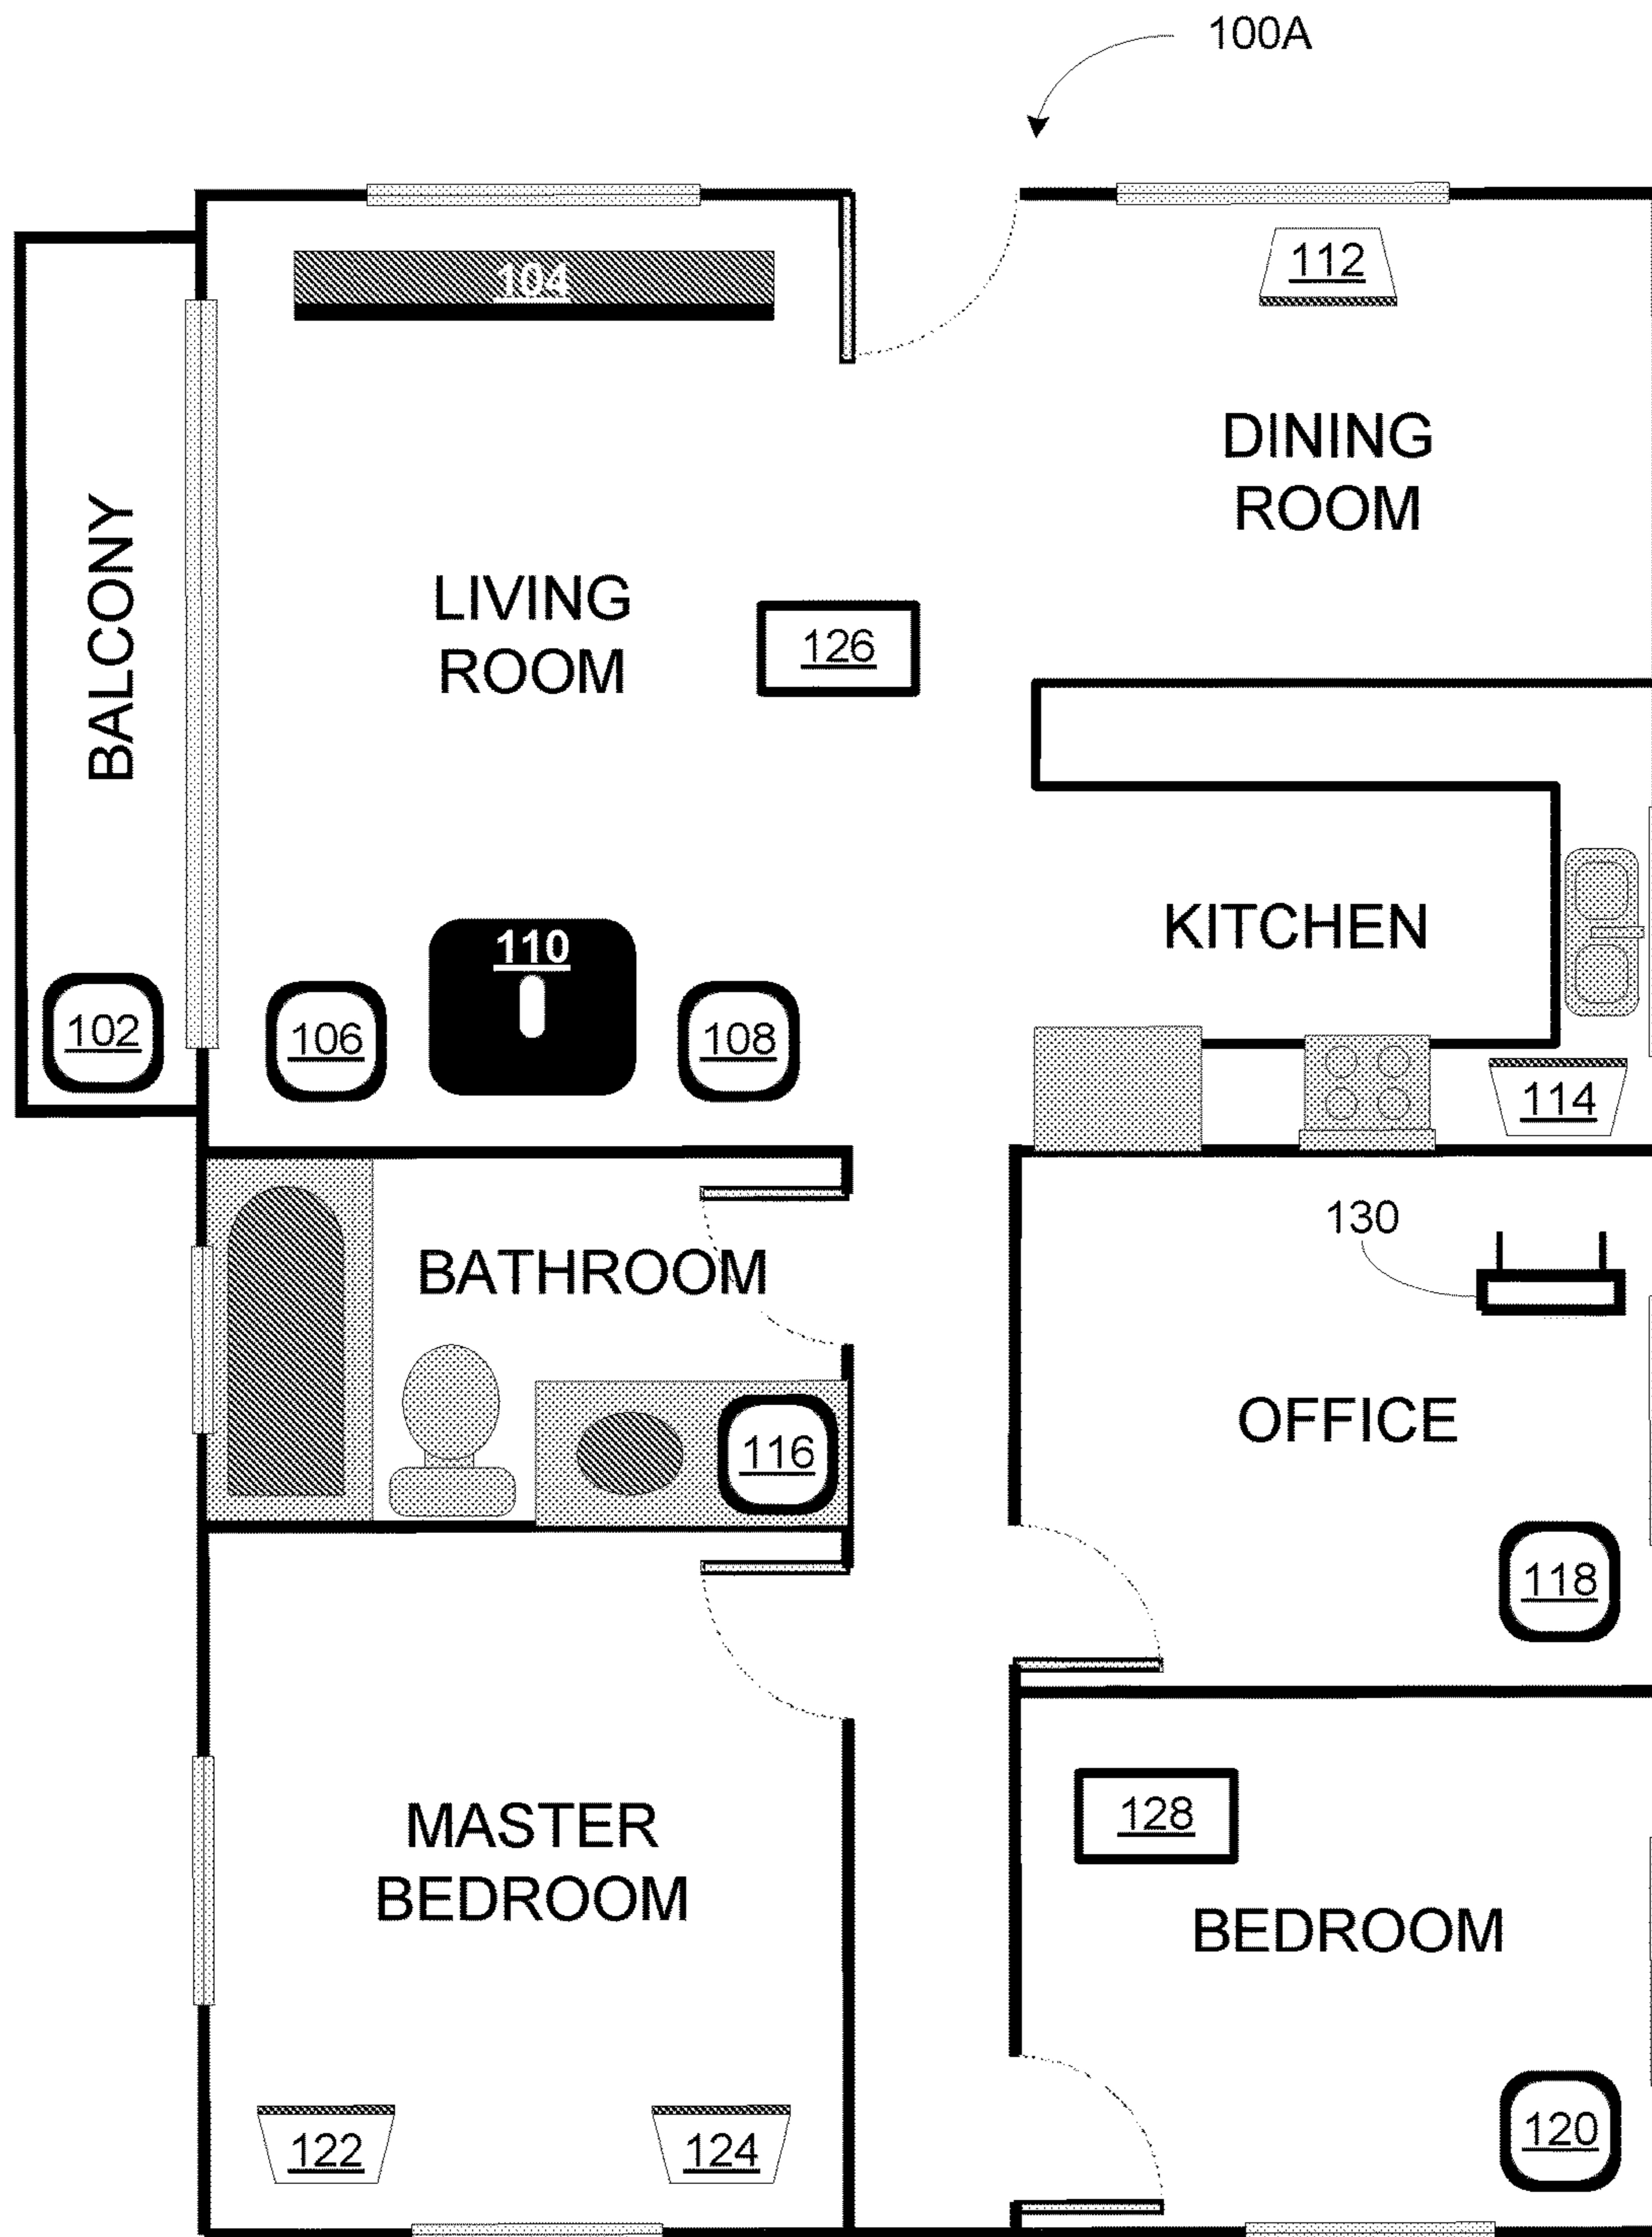 100A
104
112
DINING
ROOM
BALCONY
LIVING
ROOM
126
KITCHEN
110
102
106
108
114
130
BATHROOM
OFFICE
116
118
128
MASTER
BEDROOM
BEDROOM
122
124
120